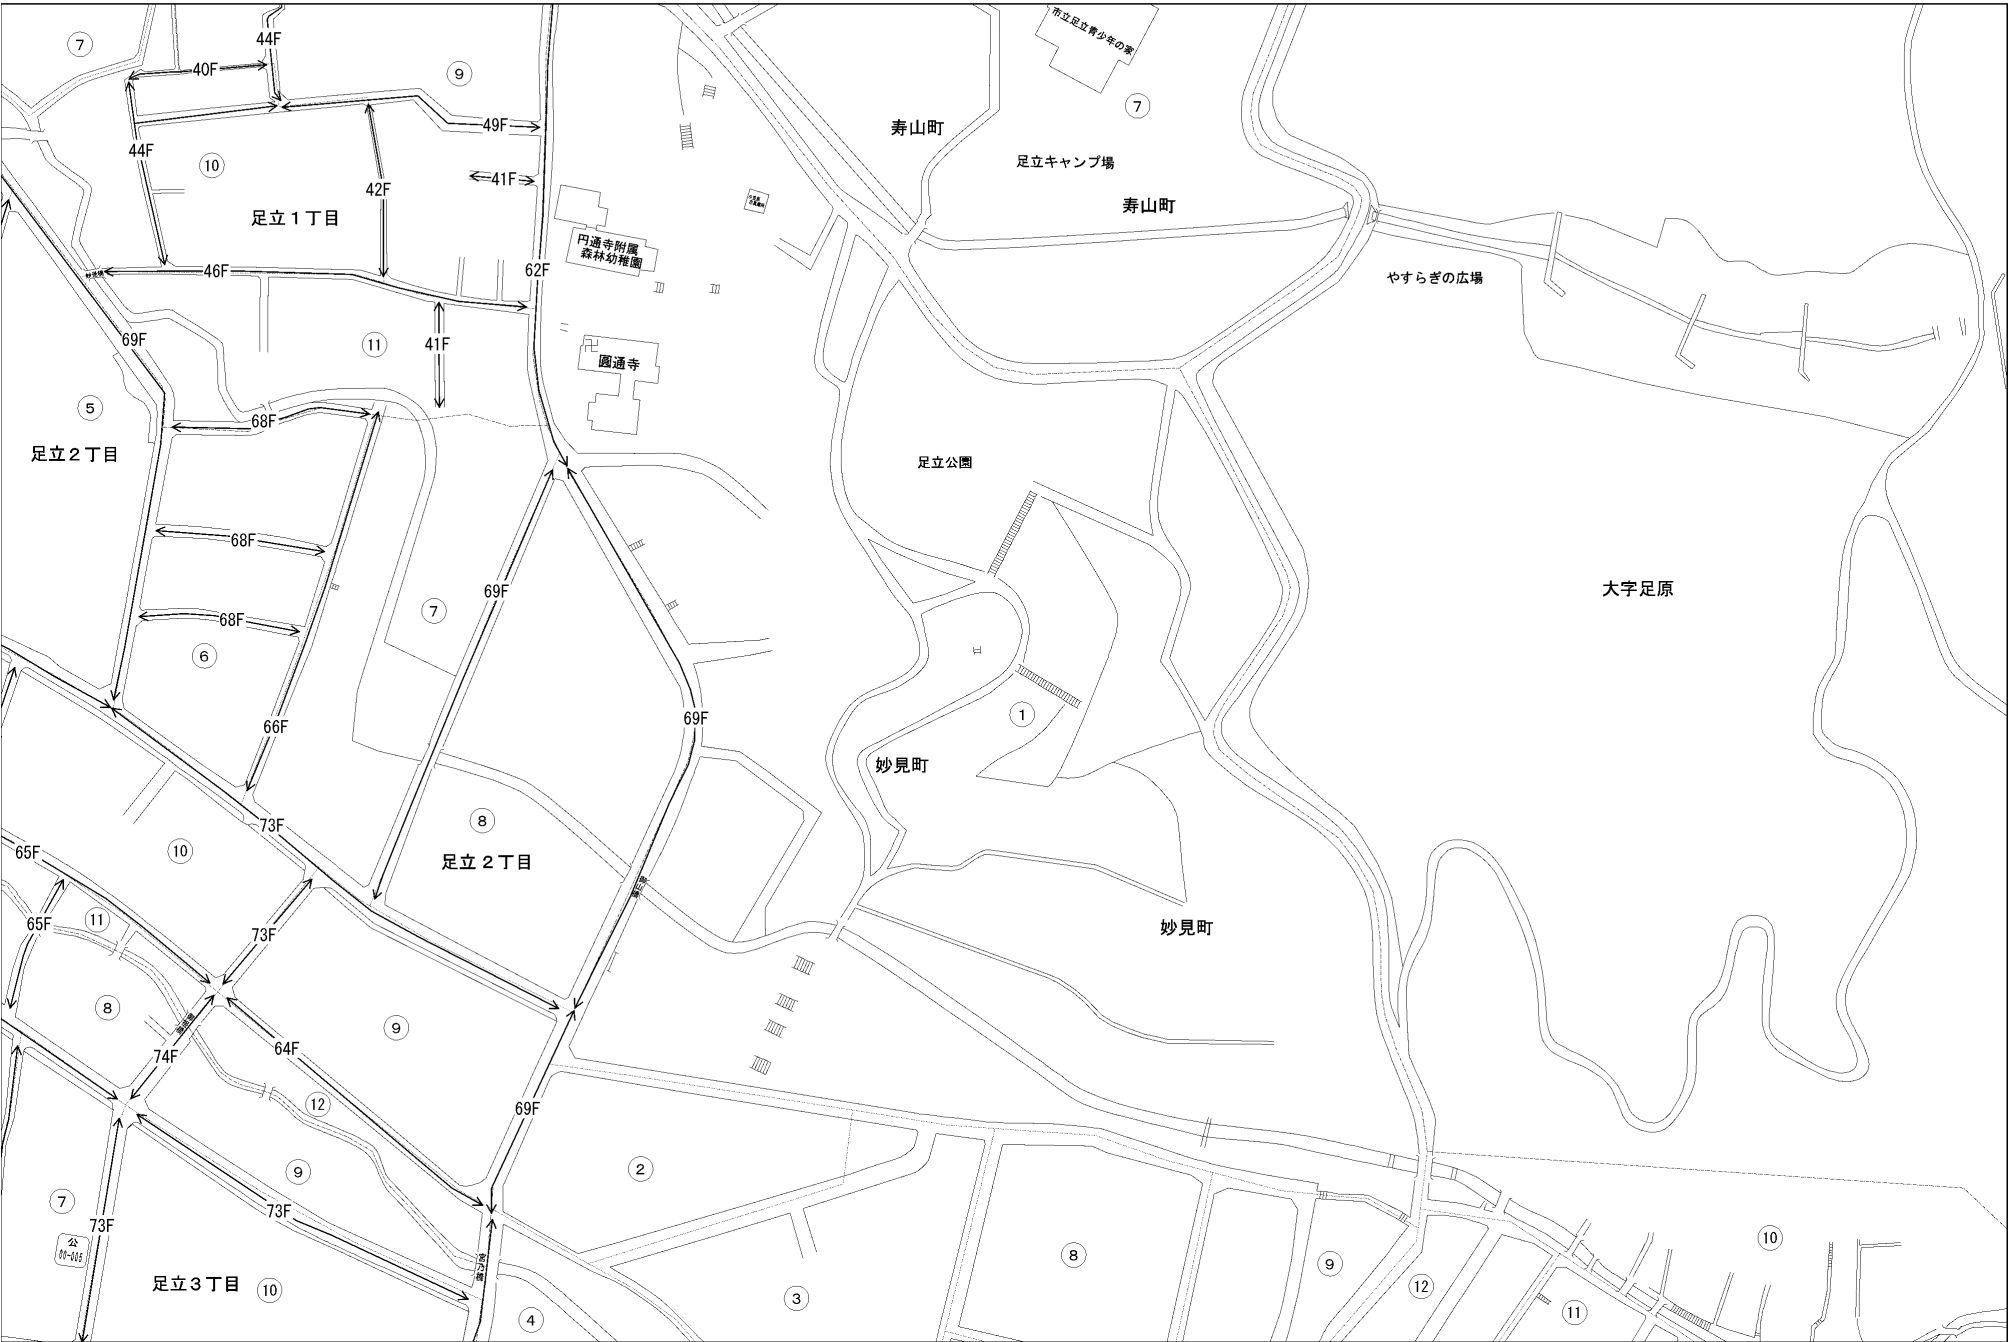 44F
市立足立青少年の家
⑦
40F
⑨
⑦
49F
寿山町
44F
⑩
足立キャンプ場
41F
42F
寿山町
足立1丁目
円通寺附属
森林幼稚園
46F
62F
やすらぎの広場
69F
⑪
41F
圓通寺
⑤
68F
足立2丁目
足立公園
68F
69F
大字足原
⑦
68F
⑥
①
69F
66F
妙見町
73F
⑧
65F
⑩
足立2丁目
⑪
65F
73F
妙見町
⑧
⑨
64F
74F
⑫
69F
⑨
②
⑦
73F
73F
宮乃橋
公
00-005
⑧
⑨
⑩
足立3丁目
⑩
⑫
③
④
⑪